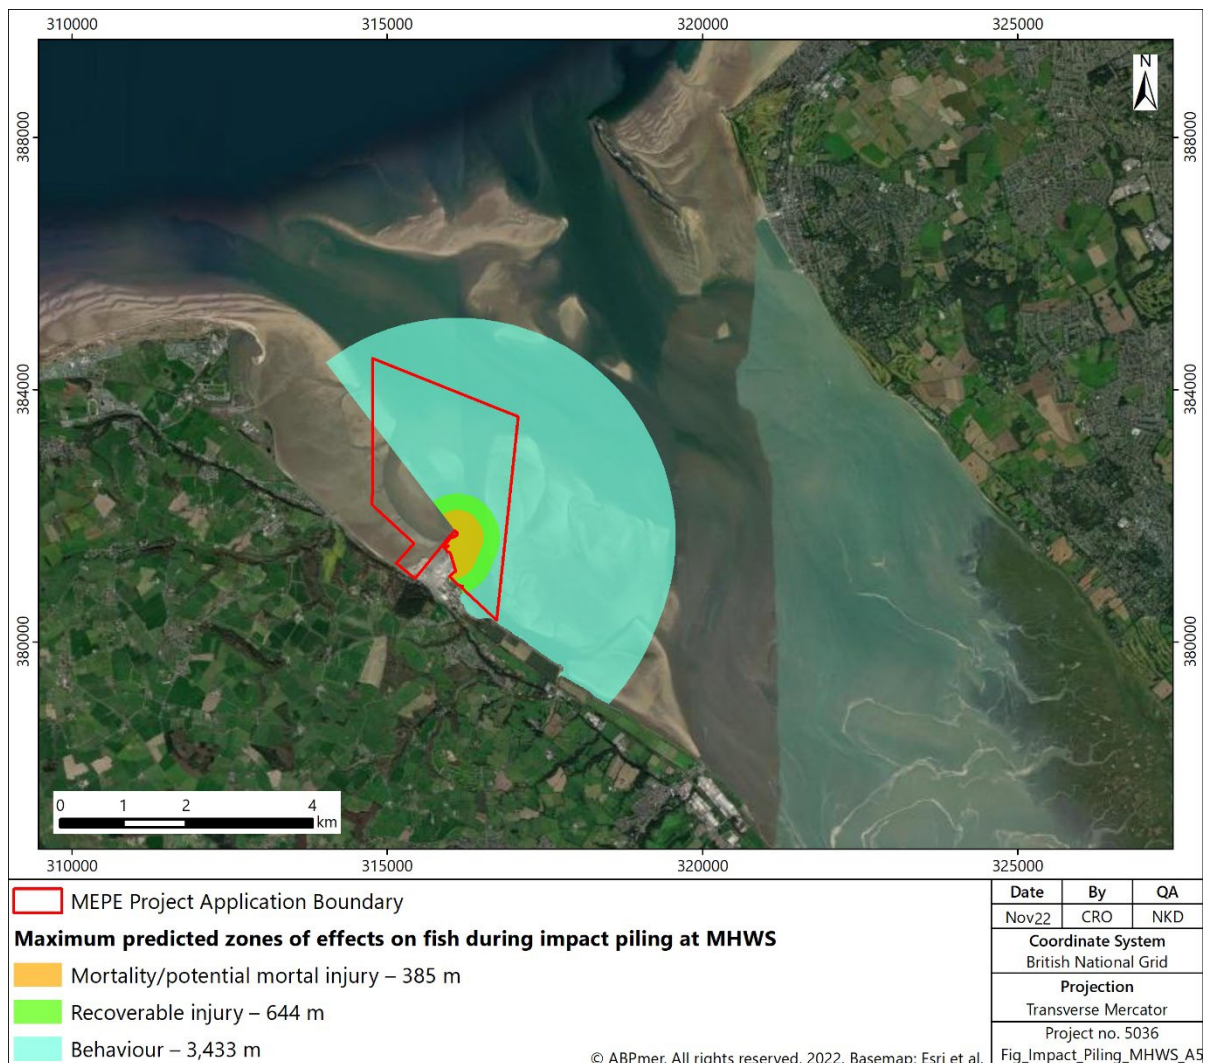 310000 315000 320000 325000
N
388000 388000
384000 384000
380000 380000
0 1 2 4
km
310000 315000 320000 325000
MEPE Project Application Boundary
Maximum predicted zones of effects on fish during impact piling at MHWS
Mortality/potential mortal injury – 385 m
Recoverable injury – 644 m
Behaviour – 3,433 m
© ABPmer. All rights reserved. 2022. Basemap: Esri et al.
Date By QA
Nov22 CRO NKD
Coordinate System
British National Grid
Projection
Transverse Mercator
Project no. 5036
Fig_Impact_Piling_MHWS_A5